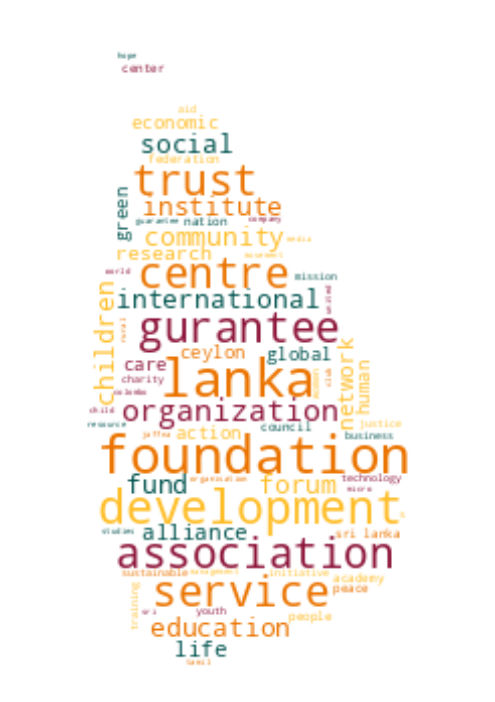 hope
center
aid
economic
social
federation
trust
institute
green
guarantee nation company
community media
research
centre
world mission
international
children
rural
gurantee
ceylon global
network
human
care
lanka
charity
colombo
child
organization
justice
resource council
jaffna action business
foundation
organisation technology
fund forum micro
development
studies alliance sri lanka
association
sustainable management initiative
academy
service peace
training
sri youth people
education
life
tamil